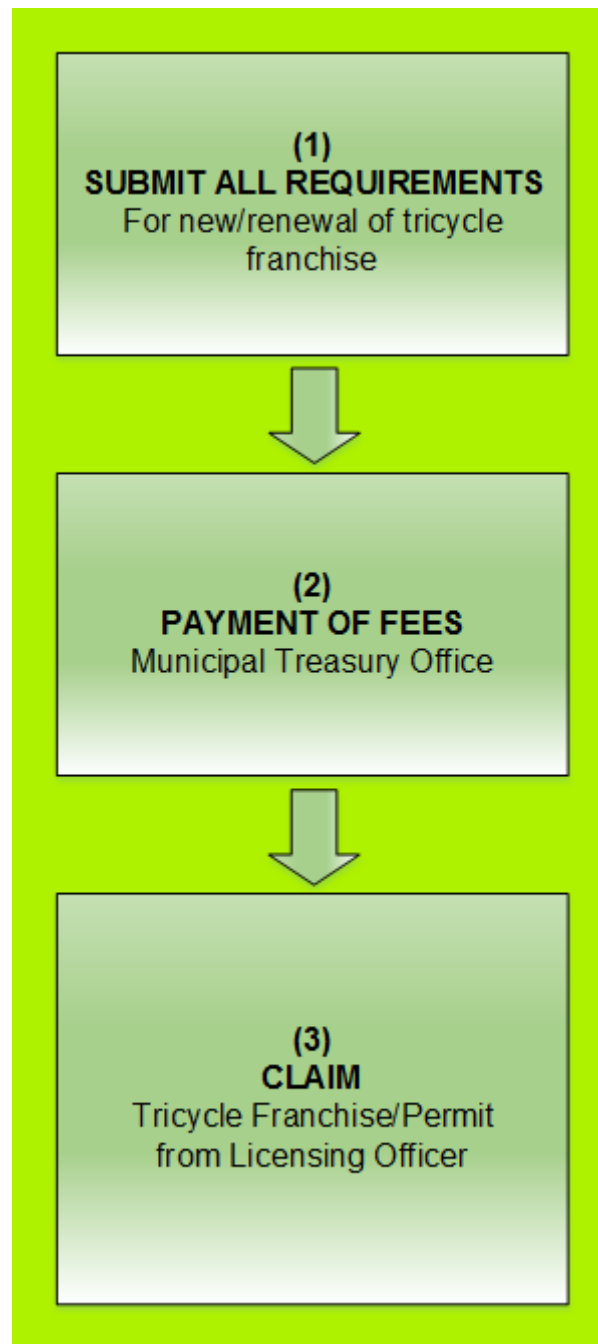 (1)
SUBMIT ALL REQUIREMENTS
For new/renewal of tricycle
franchise
(2)
PAYMENT OF FEES
Municipal Treasury Office
(3)
CLAIM
Tricycle Franchise/Permit
from Licensing Officer